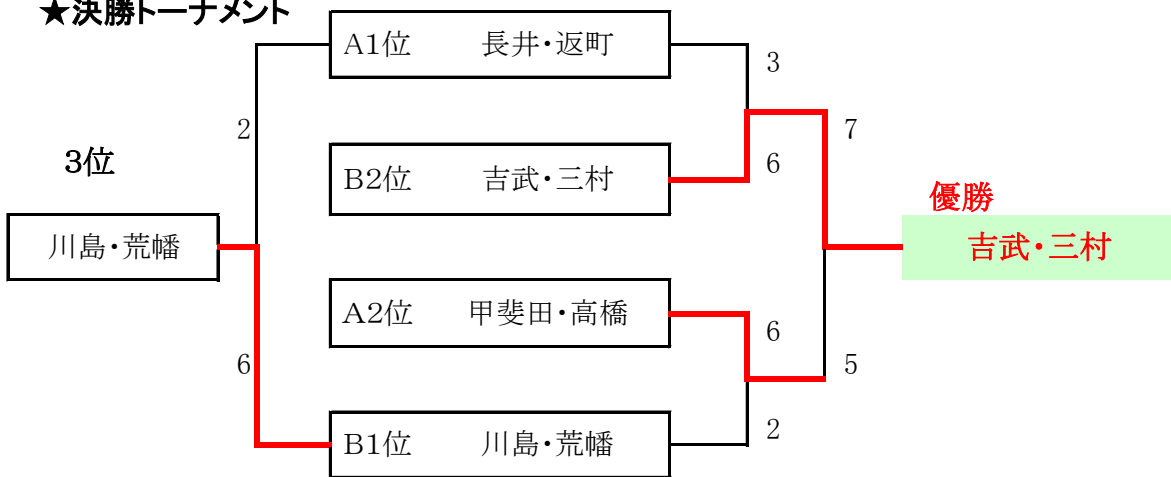 ★決勝トーナメント
A1位 長井・返町
3
2
7
3位
B2位 吉武・三村
6
優勝
川島・荒幡
吉武・三村
A2位 甲斐田・高橋
6
6
5
B1位 川島・荒幡
2